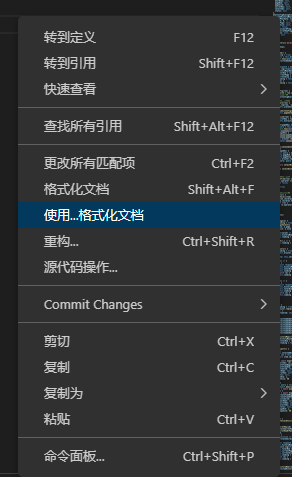 转到定义 F12
转到引用 Shift+F12
快速查看
查找所有引用 Shift+Alt+F12
更改所有匹配项 Ctrl+F2
格式化文档 Shift+Alt+F
使用...格式化文档
重构... Ctrl+Shift+R
源代码操作...
Commit Changes
剪切 Ctrl+X
复制 Ctrl+C
复制为
粘贴 Ctrl+V
命令面板... Ctrl+Shift+P